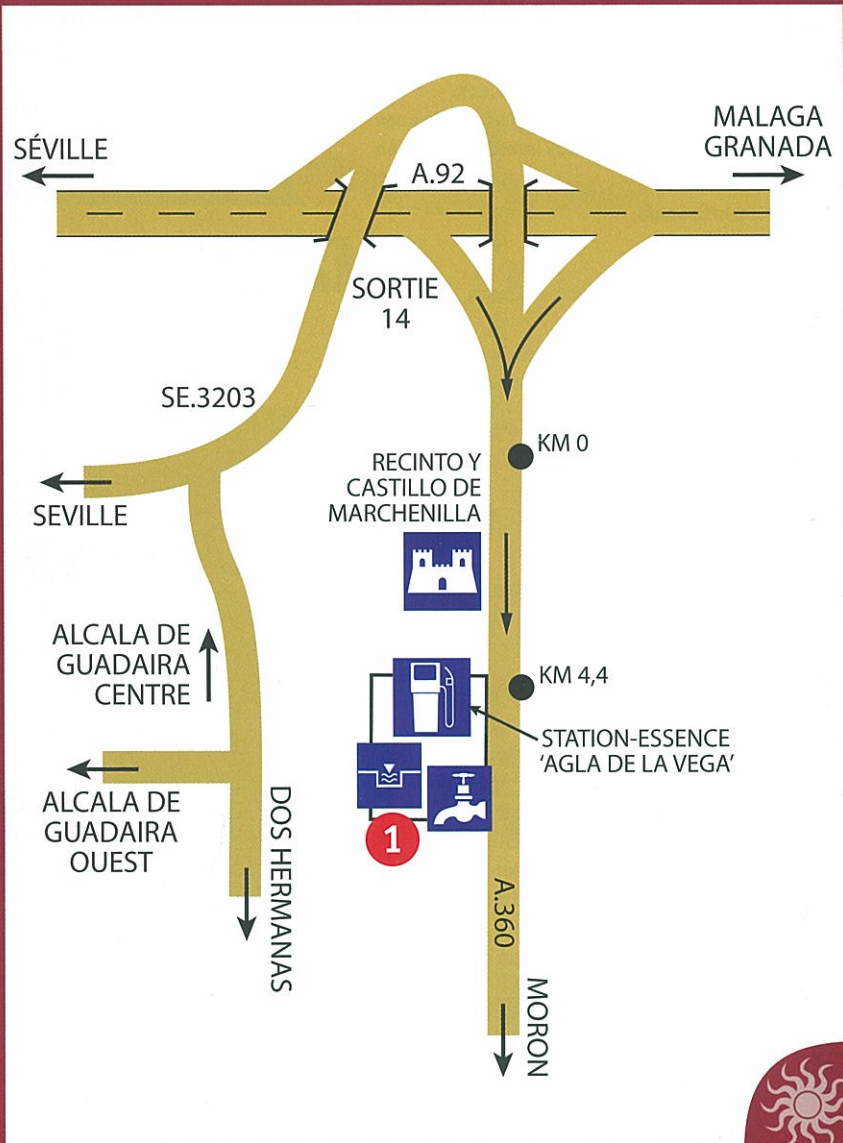 SÉVILLE
MALAGA
GRANADA
A.92
SORTIE
14
SE.3203
KM 0
RECINTO Y
CASTILLO DE
MARCHENILLA
SEVILLE
ALCALA DE
GUADAIRA
CENTRE
KM 4,4
STATION-ESSENCE
'AGLA DE LA VEGA'
ALCALA DE
GUADAIRA
OUEST
1
DOS HERMANAS
A.360
MORON